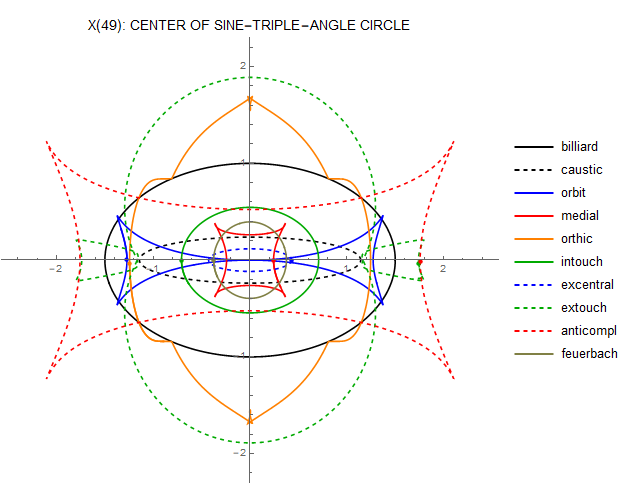 X(49): CENTER OF SINE-TRIPLE-ANGLE CIRCLE
2
1
-2
-1
1
2
-1
-2
billiard
caustic
orbit
medial
orthic
intouch
excentral
extouch
anticompl
feuerbach